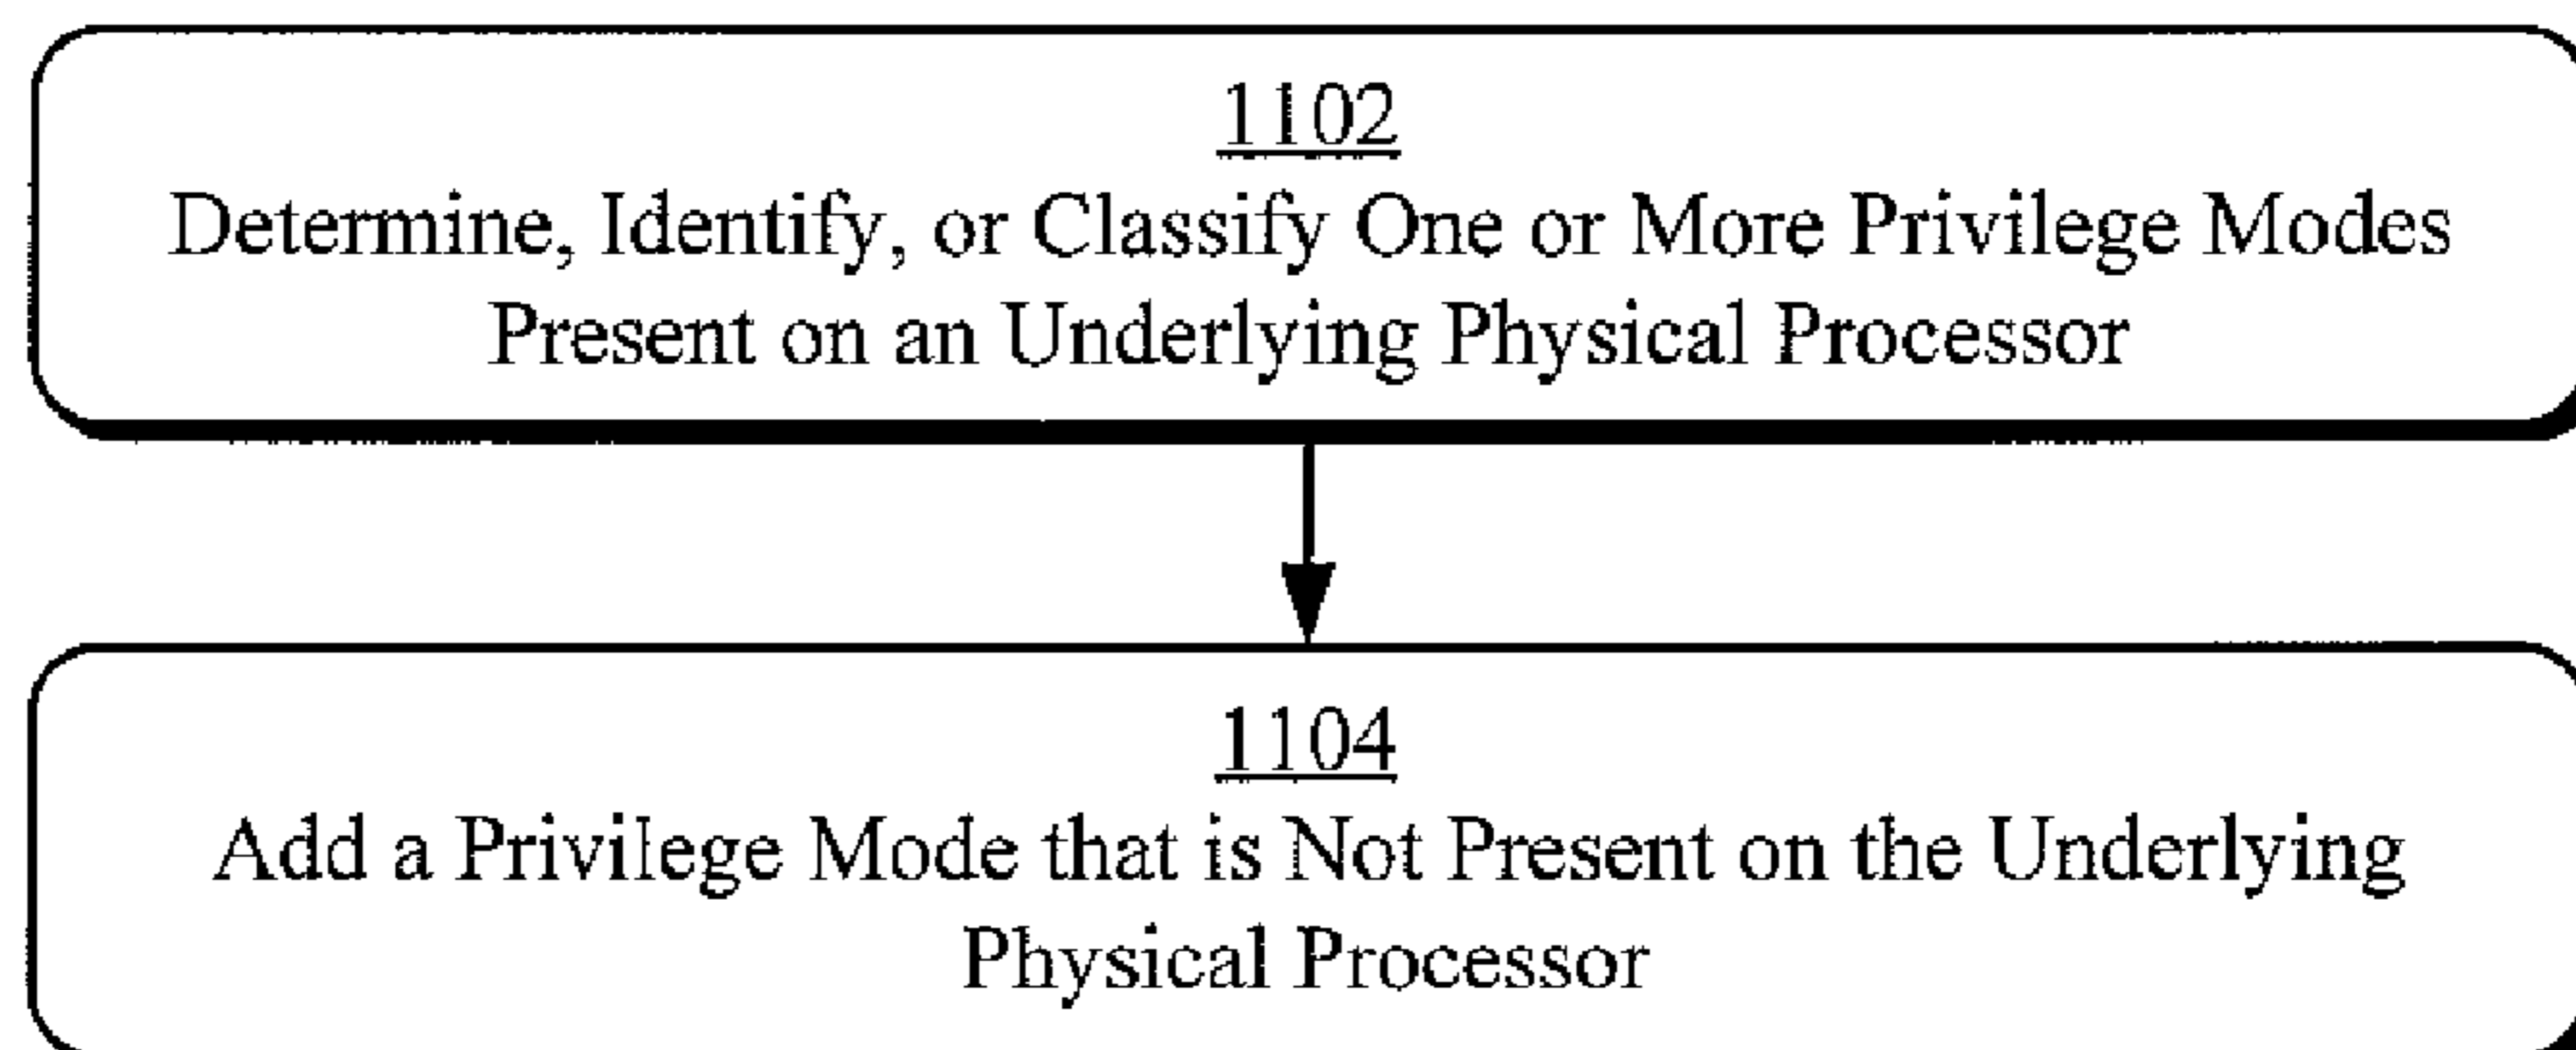 1102
Determine, Identify, or Classify One or More Privilege Modes
Present on an Underlying Physical Processor
1104
Add a Privilege Mode that is Not Present on the Underlying
Physical Processor